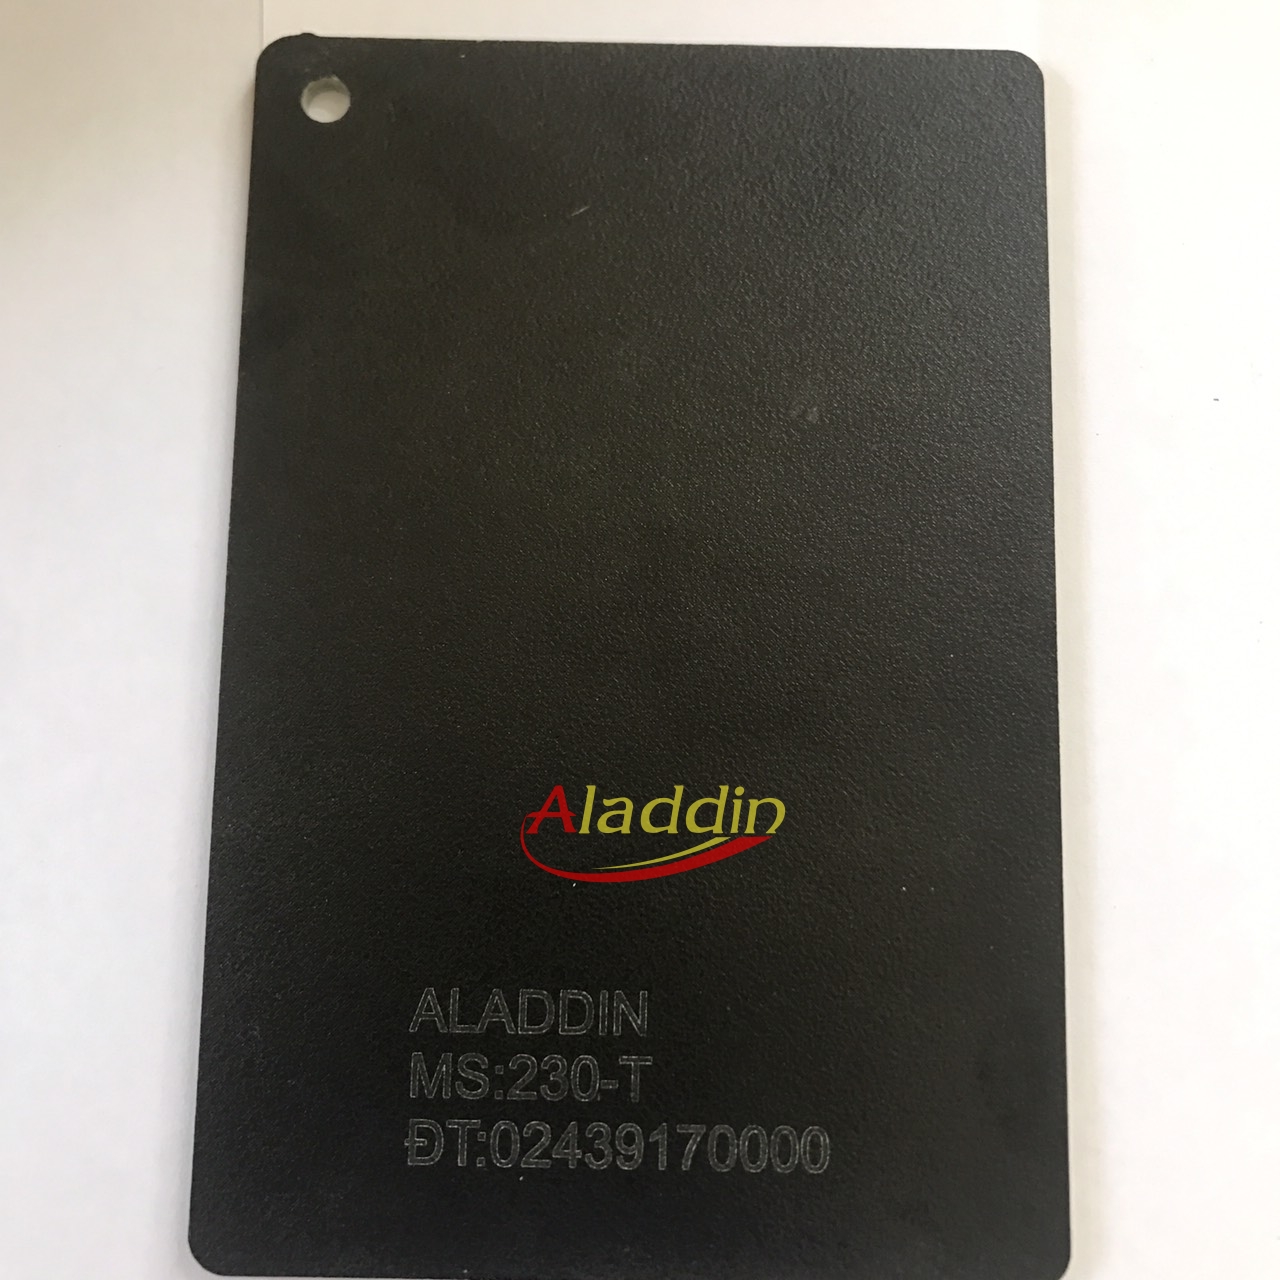 Aladdin
ALADDIN
MS:230-T
ĐT:02439170000